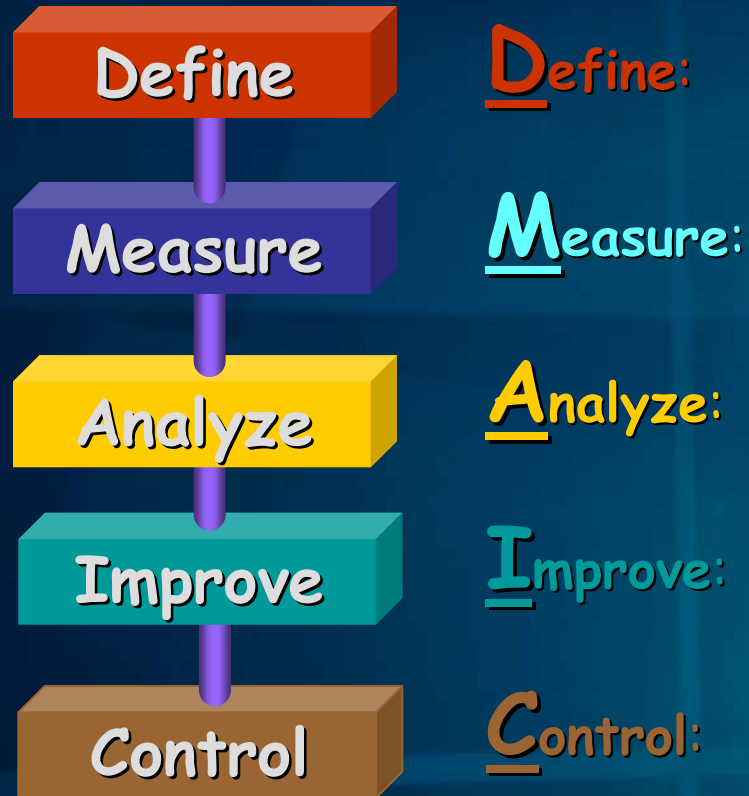 Define
Define:
Measure
Measure:
Analyze
Analyze:
Improve
Improve:
Control
Control: